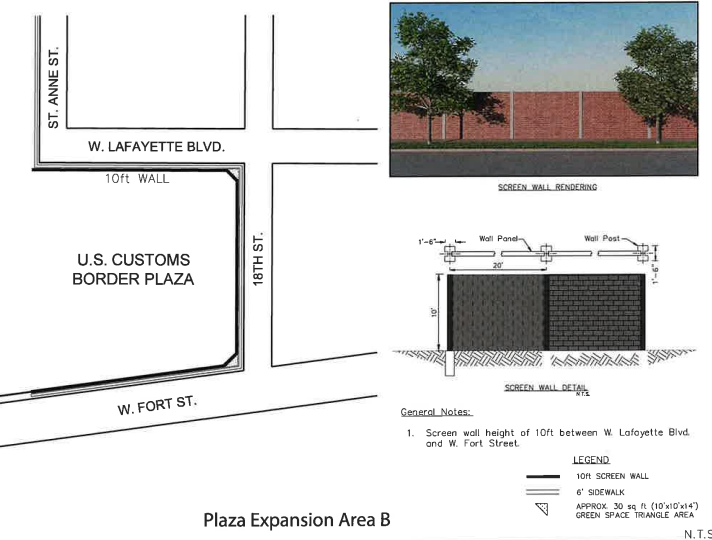 ST. ANNE ST.
W. LAFAYETTE BLVD.
10ft WALL
U.S. CUSTOMS
BORDER PLAZA
18TH ST.
W. FORT ST.
Plaza Expansion Area B
SCREEN WALL RENDERING
1'-6"
Wall Panel
Wall Post
20'
1'-6"
10'
SCREEN WALL DETAIL
N.T.S.
General Notes:
1. Screen wall height of 10ft between W. Lafayette Blvd.
and W. Fort Street.
LEGEND
10ft SCREEN WALL
6' SIDEWALK
APPROX. 30 sq ft (10'x10'x14')
GREEN SPACE TRIANGLE AREA
N.T.S